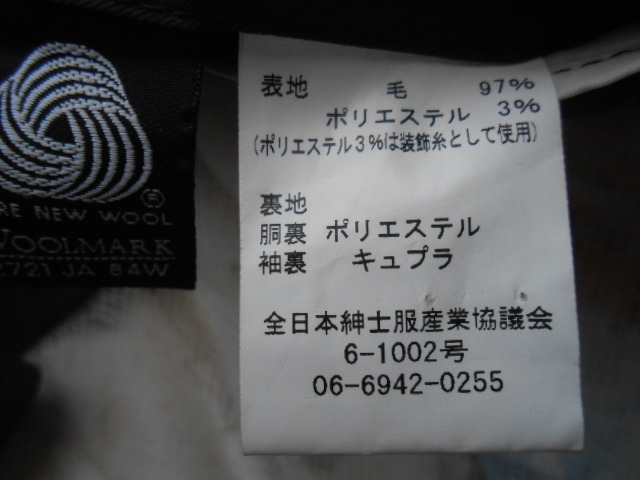 ®
RE NEW WOOL
WOOLMARK
2721 JA 84W
表地 毛 97%
ポリエステル 3%
(ポリエステル3%は装飾糸として使用)
裏地
胴裏 ポリエステル
袖裏 キュプラ
全日本紳士服産業協議会
6-1002号
06-6942-0255